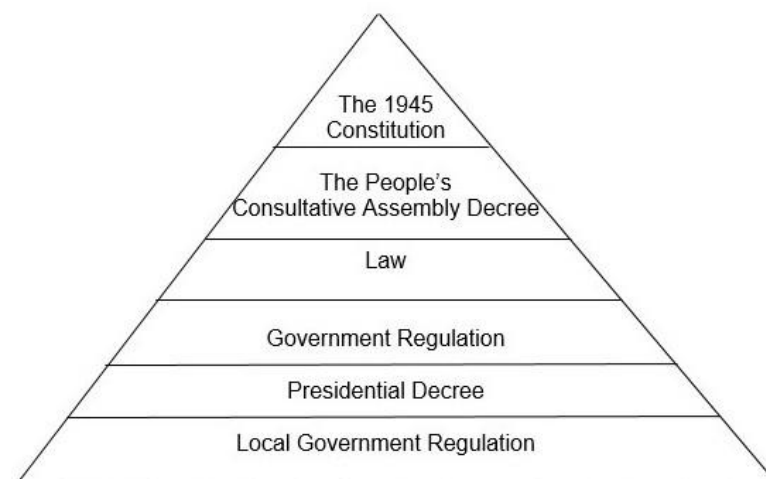 The 1945
Constitution
The People's
Consultative Assembly Decree
Law
Government Regulation
Presidential Decree
Local Government Regulation